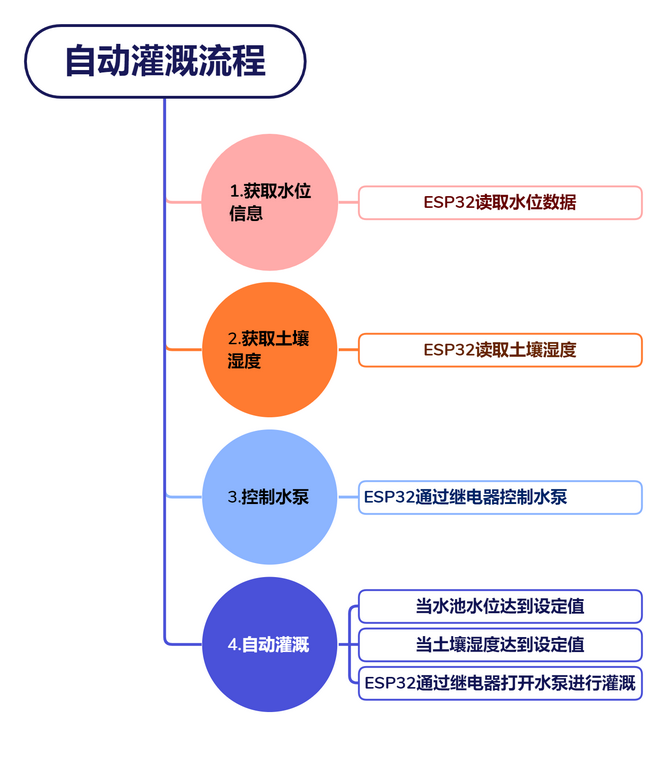 自动灌溉流程
1.获取水位
信息
ESP32读取水位数据
2.获取土壤
湿度
ESP32读取土壤湿度
3.控制水泵
ESP32通过继电器控制水泵
4.自动灌溉
当水池水位达到设定值
当土壤湿度达到设定值
ESP32通过继电器打开水泵进行灌溉